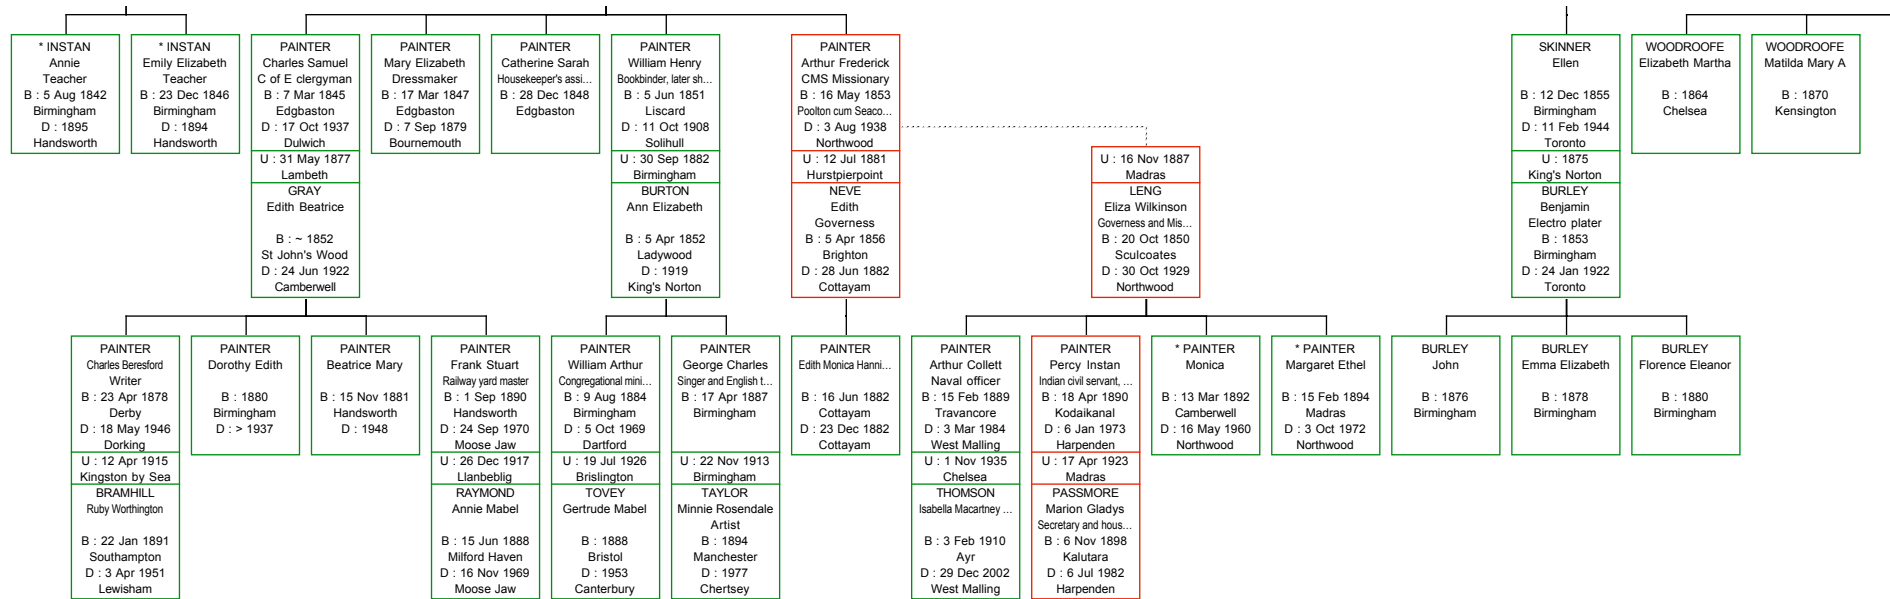 * INSTAN
Annie
Teacher
B : 5 Aug 1842
Birmingham
D : 1895
Handsworth
* INSTAN
Emily Elizabeth
Teacher
B : 23 Dec 1846
Birmingham
D : 1894
Handsworth
PAINTER
Charles Samuel
C of E clergyman
B : 7 Mar 1845
Edgbaston
D : 17 Oct 1937
Dulwich
U : 31 May 1877
Lambeth
GRAY
Edith Beatrice
B : ~ 1852
St John's Wood
D : 24 Jun 1922
Camberwell
PAINTER
Mary Elizabeth
Dressmaker
B : 17 Mar 1847
Edgbaston
D : 7 Sep 1879
Bournemouth
PAINTER
Catherine Sarah
Housekeeper's assi...
B : 28 Dec 1848
Edgbaston
PAINTER
William Henry
Bookbinder, later sh...
B : 5 Jun 1851
Liscard
D : 11 Oct 1908
Solihull
U : 30 Sep 1882
Birmingham
BURTON
Ann Elizabeth
B : 5 Apr 1852
Ladywood
D : 1919
King's Norton
PAINTER
Arthur Frederick
CMS Missionary
B : 16 May 1853
Poolton cum Seaco...
D : 3 Aug 1938
Northwood
U : 12 Jul 1881
Hurstpierpoint
NEVE
Edith
Governess
B : 5 Apr 1856
Brighton
D : 28 Jun 1882
Cottayam
U : 16 Nov 1887
Madras
LENG
Eliza Wilkinson
Governess and Mis...
B : 20 Oct 1850
Sculcoates
D : 30 Oct 1929
Northwood
SKINNER
Ellen
B : 12 Dec 1855
Birmingham
D : 11 Feb 1944
Toronto
U : 1875
King's Norton
BURLEY
Benjamin
Electro plater
B : 1853
Birmingham
D : 24 Jan 1922
Toronto
WOODROOFE
Elizabeth Martha
B : 1864
Chelsea
WOODROOFE
Matilda Mary A
B : 1870
Kensington
PAINTER
Charles Beresford
Writer
B : 23 Apr 1878
Derby
D : 18 May 1946
Dorking
U : 12 Apr 1915
Kingston by Sea
BRAMHILL
Ruby Worthington
B : 22 Jan 1891
Southampton
D : 3 Apr 1951
Lewisham
PAINTER
Dorothy Edith
B : 1880
Birmingham
D : > 1937
PAINTER
Beatrice Mary
B : 15 Nov 1881
Handsworth
D : 1948
PAINTER
Frank Stuart
Railway yard master
B : 1 Sep 1890
Handsworth
D : 24 Sep 1970
Moose Jaw
U : 26 Dec 1917
Llanbeblig
RAYMOND
Annie Mabel
B : 15 Jun 1888
Milford Haven
D : 16 Nov 1969
Moose Jaw
PAINTER
William Arthur
Congregational mini...
B : 9 Aug 1884
Birmingham
D : 5 Oct 1969
Dartford
U : 19 Jul 1926
Brislington
TOVEY
Gertrude Mabel
B : 1888
Bristol
D : 1953
Canterbury
PAINTER
George Charles
Singer and English t...
B : 17 Apr 1887
Birmingham
U : 22 Nov 1913
Birmingham
TAYLOR
Minnie Rosendale
Artist
B : 1894
Manchester
D : 1977
Chertsey
PAINTER
Edith Monica Hanni...
B : 16 Jun 1882
Cottayam
D : 23 Dec 1882
Cottayam
PAINTER
Arthur Collett
Naval officer
B : 15 Feb 1889
Travancore
D : 3 Mar 1984
West Malling
U : 1 Nov 1935
Chelsea
THOMSON
Isabella Macartney ...
B : 3 Feb 1910
Ayr
D : 29 Dec 2002
West Malling
PAINTER
Percy Instan
Indian civil servant, ...
B : 18 Apr 1890
Kodaikanal
D : 6 Jan 1973
Harpenden
U : 17 Apr 1923
Madras
PASSMORE
Marion Gladys
Secretary and hous...
B : 6 Nov 1898
Kalutara
D : 6 Jul 1982
Harpenden
* PAINTER
Monica
B : 13 Mar 1892
Camberwell
D : 16 May 1960
Northwood
* PAINTER
Margaret Ethel
B : 15 Feb 1894
Madras
D : 3 Oct 1972
Northwood
BURLEY
John
B : 1876
Birmingham
BURLEY
Emma Elizabeth
B : 1878
Birmingham
BURLEY
Florence Eleanor
B : 1880
Birmingham